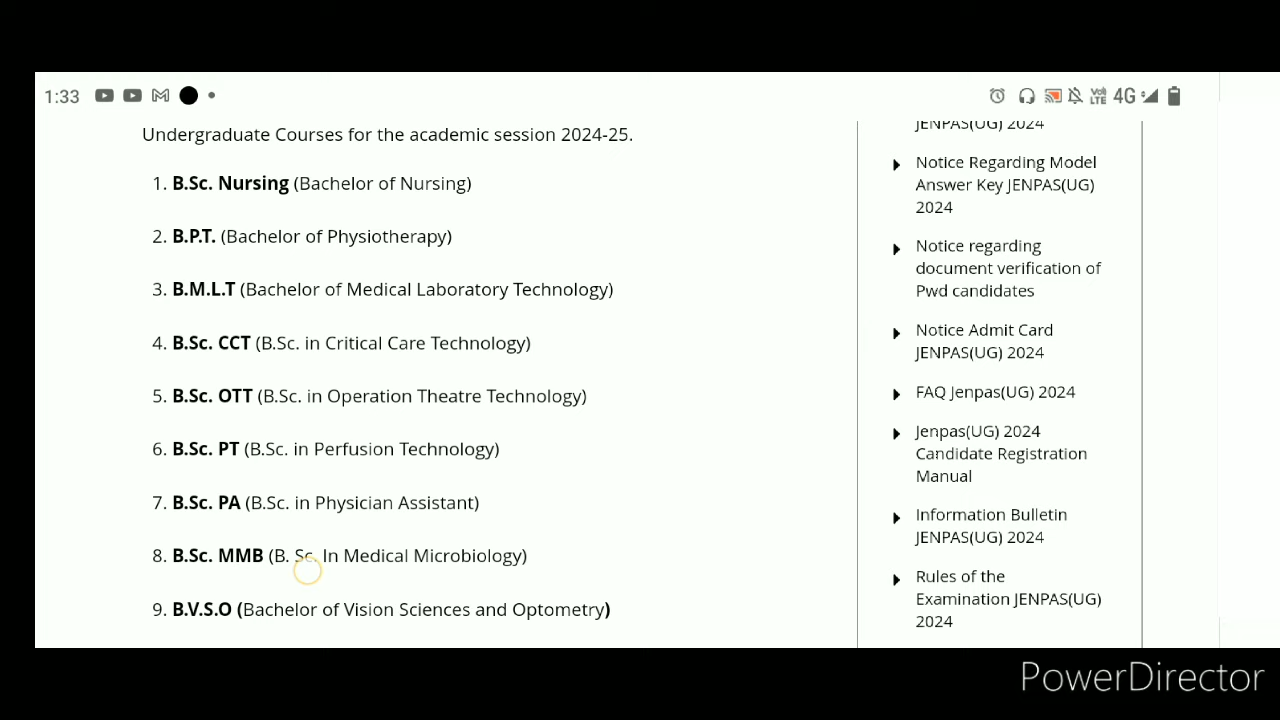 1:33
Vo) LTE 4G
Undergraduate Courses for the academic session 2024-25.
1. B.Sc. Nursing (Bachelor of Nursing)
2. B.P.T. (Bachelor of Physiotherapy)
3. B.M.L.T (Bachelor of Medical Laboratory Technology)
4. B.Sc. CCT (B.Sc. in Critical Care Technology)
5. B.Sc. OTT (B.Sc. in Operation Theatre Technology)
6. B.Sc. PT (B.Sc. in Perfusion Technology)
7. B.Sc. PA (B.Sc. in Physician Assistant)
8. B.Sc. MMB (B. Sc. In Medical Microbiology)
9. B.V.S.O (Bachelor of Vision Sciences and Optometry)
JENPAS(UG) 2024
Notice Regarding Model
Answer Key JENPAS(UG)
2024
Notice regarding
document verification of
Pwd candidates
Notice Admit Card
JENPAS(UG) 2024
FAQ Jenpas(UG) 2024
Jenpas(UG) 2024
Candidate Registration
Manual
Information Bulletin
JENPAS(UG) 2024
Rules of the
Examination JENPAS(UG)
2024
PowerDirector